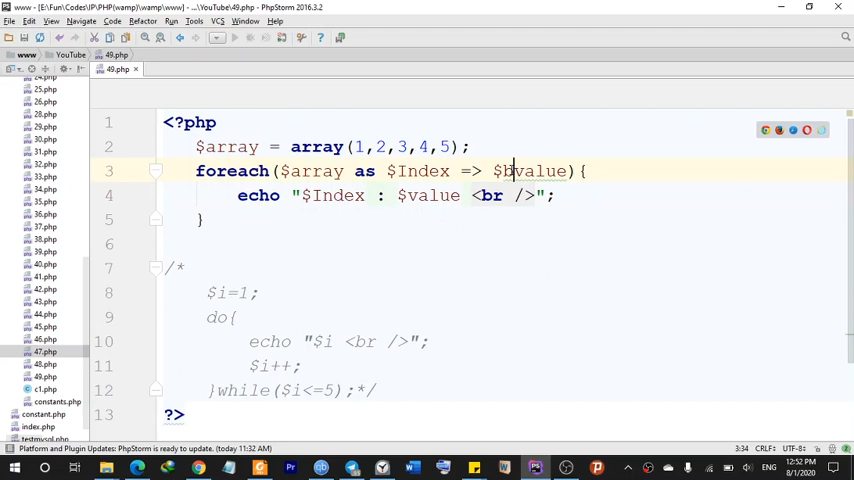 www - [E:\Fun\Codes\IP\PHP(wamp)\wamp\www] - ...\YouTube\49.php - PhpStorm 2016.3.2
File Edit View Navigate Code Refactor Run Tools VCS Window Help
www YouTube 49.php
49.php
24.php
25.php
26.php
28.php
29.php
30.php
31.php
32.php
33.php
34.php
35.php
36.php
37.php
38.php
39.php
40.php
41.php
42.php
43.php
44.php
45.php
46.php
47.php
48.php
49.php
c1.php
constants.php
constant.php
index.php
testmysql.php
1 <?php
2 $array = array(1,2,3,4,5);
3 foreach($array as $Index => $bvalue){
4 echo "$Index : $value <br />";
5 }
6
7 /*
8 $i=1;
9 do{
10 echo "$i <br />";
11 $i++;
12 }while($i<=5);*/
13 ?>
Platform and Plugin Updates: PhpStorm is ready to update. (today 11:32 AM)
3:34 CRLF÷ UTF-8÷
ENG
12:52 PM
8/1/2020